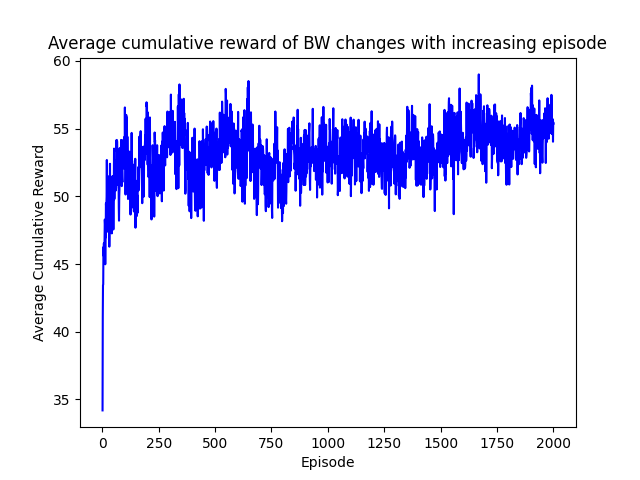 Average cumulative reward of BW changes with increasing episode
60
55
50
45
40
35
Average Cumulative Reward
0 250 500 750 1000 1250 1500 1750 2000
Episode